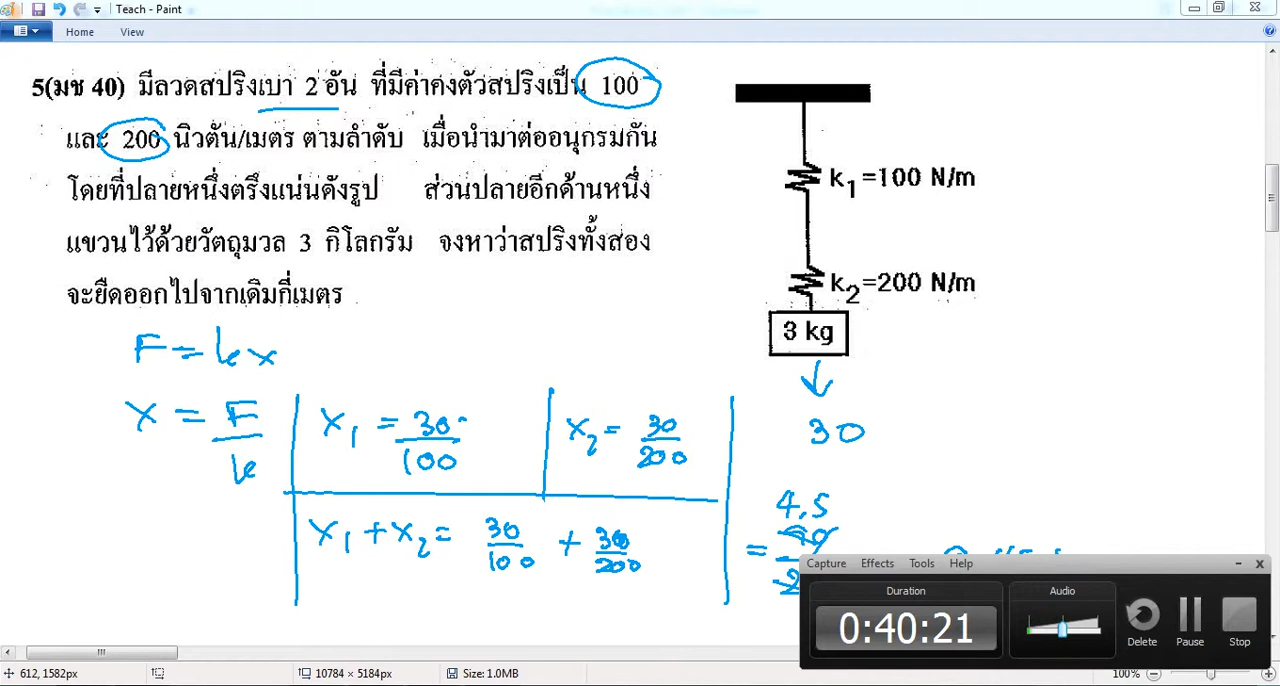 Teach - Paint
Home View
5(มช 40) มีลวดสปริงเบา 2 อัน ที่มีค่าคงตัวสปริงเป็น 100
และ 200 นิวตัน/เมตร ตามลำดับ เมื่อนำมาต่ออนุกรมกัน
โดยที่ปลายหนึ่งตรึงแน่นดังรูป ส่วนปลายอีกด้านหนึ่ง
แขวนไว้ด้วยวัตถุมวล 3 กิโลกรัม จงหาว่าสปริงทั้งสอง
จะยืดออกไปจากเดิมกี่เมตร
k1=100 N/m
k2=200 N/m
3 kg
F = kx
x = F/k
x1 = 30/100
x2 = 30/200
30
x1 + x2 = 30/100 + 30/200
= 4.5
Capture Effects Tools Help
Duration
0:40:21
Audio
Delete Pause Stop
612, 1582px
10784 × 5184px
Size: 1.0MB
100%